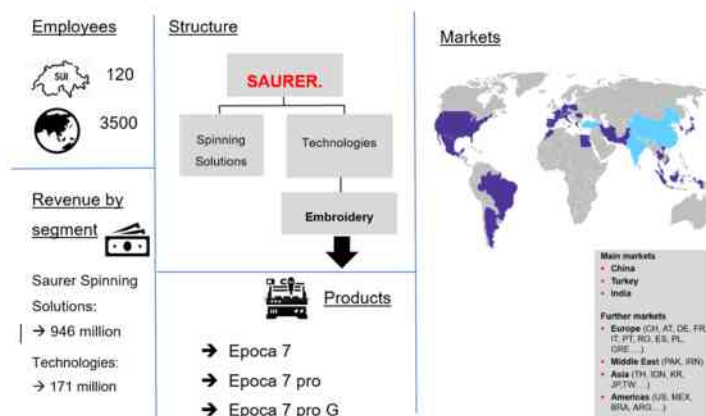 Employees
SUI
120
3500
Revenue by
segment
Saurer Spinning
Solutions:
→ 946 million
Technologies:
→ 171 million
Structure
SAURER.
Spinning
Solutions
Technologies
Embroidery
Products
→ Epoca 7
→ Epoca 7 pro
→ Epoca 7 pro G
Markets
Main markets
• China
• Turkey
• India
Further markets
• Europe (CH, AT, DE, FR,
IT, PT, RO, ES, PL,
GRE....)
• Middle East (PAK, IRN)
• Asia (TH, IDN, KR,
JP,TW....)
• Americas (US, MEX,
BRA, ARG,...)